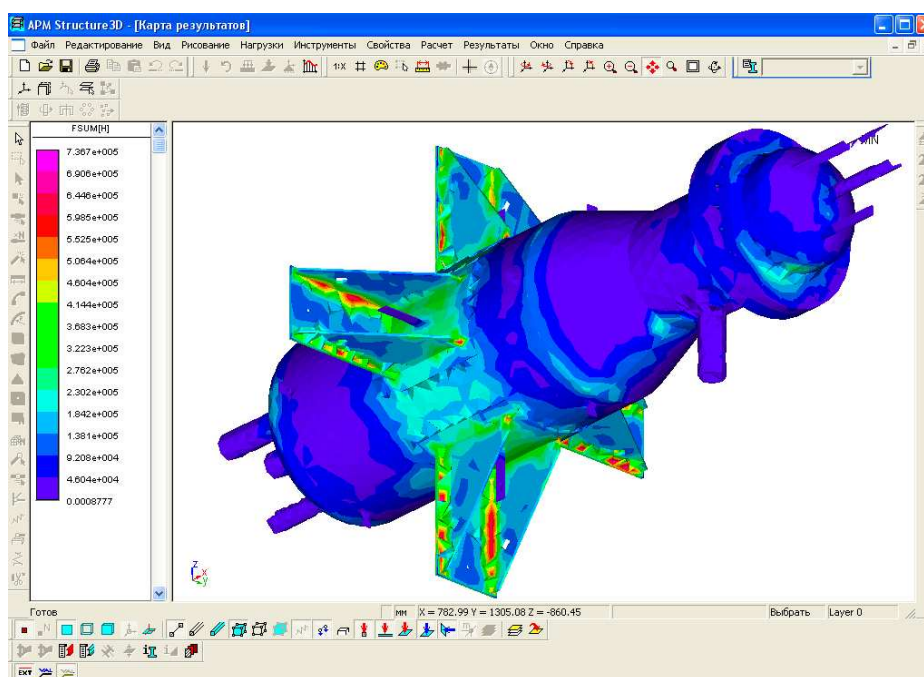 APM Structure3D - [Карта результатов]
Файл Редактирование Вид Рисование Нагрузки Инструменты Свойства Расчет Результаты Окно Справка
1:X
FSUM[H]
7.367e+005
6.906e+005
6.446e+005
5.985e+005
5.525e+005
5.064e+005
4.604e+005
4.144e+005
3.683e+005
3.223e+005
2.762e+005
2.302e+005
1.842e+005
1.381e+005
9.208e+004
4.604e+004
0.0008777
Z
X
Y
Готов
мм X = 782.99 Y = 1305.08 Z = -860.45 Выбрать Layer 0
EXT